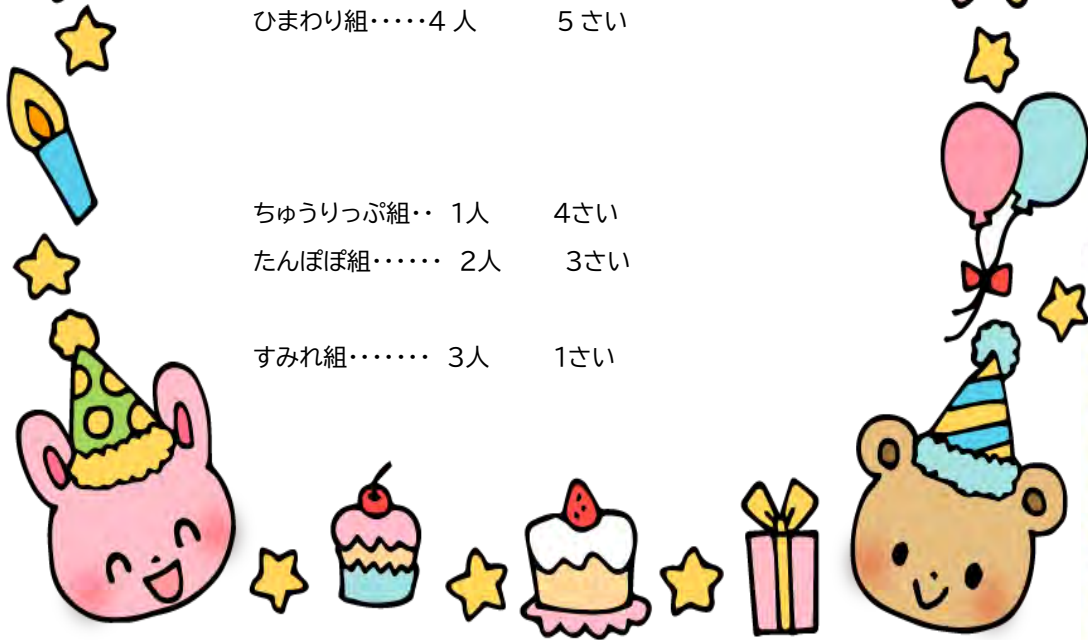 ひまわり組・・・・・4 人 5 さい
ちゅうりっぷ組・・ 1人 4さい
たんぽぽ組・・・・・・ 2人 3さい
すみれ組・・・・・・・ 3人 1さい